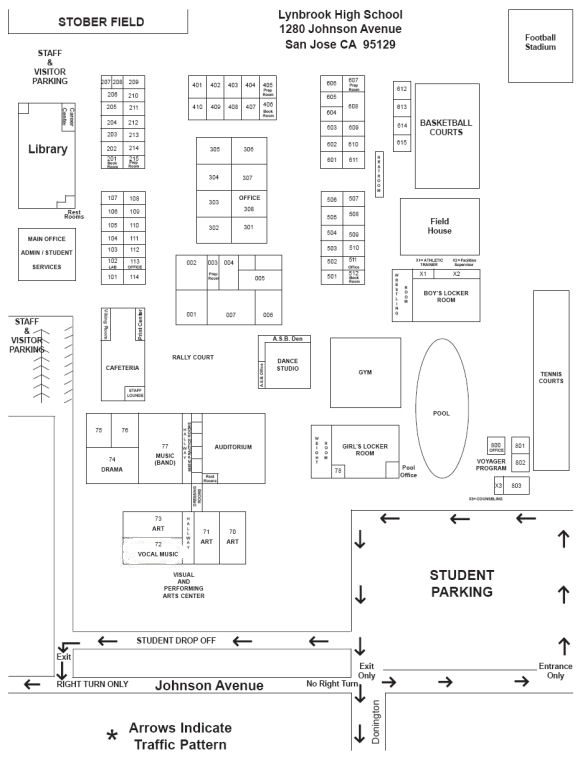 STOBER FIELD
Lynbrook High School
1280 Johnson Avenue
San Jose CA 95129
Football
Stadium
STAFF
&
VISITOR
PARKING
Library
Career
Center
Rest
Rooms
MAIN OFFICE
ADMIN / STUDENT
SERVICES
207 208 209
206 210
205 211
204 212
203 213
202 214
201 215
Book
Room
Prep
Room
107 108
106 109
105 110
104 111
103 112
102 113
LAB OFFICE
101 114
401 402 403 404 405
Prep
Room
410 409 408 407 406
Book
Room
305 306
304 307
303 OFFICE
308
302 301
002 003 004
Prep
Room
005
001 007 006
606 607
Prep
Room
605
608
604
603 609
602 610
601 611
506 507
505 508
504 509
503 510
502 511
Office
501 512
Book
Room
612
613
614
615
RESTROOM
BASKETBALL
COURTS
Field
House
X1= ATHLETIC
TRAINER
X2= Facilities
Supervisor
X1 X2
WRESTLING
ROOM
BOY'S LOCKER
ROOM
STAFF
&
VISITOR
PARKING
CAFETERIA
STAFF
LOUNGE
RALLY COURT
A.S.B. Den
A.S.B Office
DANCE
STUDIO
GYM
POOL
TENNIS
COURTS
75 76
74
DRAMA
77
MUSIC
(BAND)
HALLWAY
AUDITORIUM
Rest
Rooms
DRESSING
ROOMS
WEIGHT
ROOM
GIRL'S LOCKER
ROOM
78
Pool
Office
800
OFFICE
801
VOYAGER
PROGRAM
802
X3 803
X3= COUNSELING
73
ART
72
VOCAL MUSIC
HALLWAY
71
ART
70
ART
VISUAL
AND
PERFORMING
ARTS CENTER
STUDENT
PARKING
STUDENT DROP OFF
Exit
RIGHT TURN ONLY
Johnson Avenue
No Right Turn
Exit
Only
Entrance
Only
Donington
* Arrows Indicate
Traffic Pattern